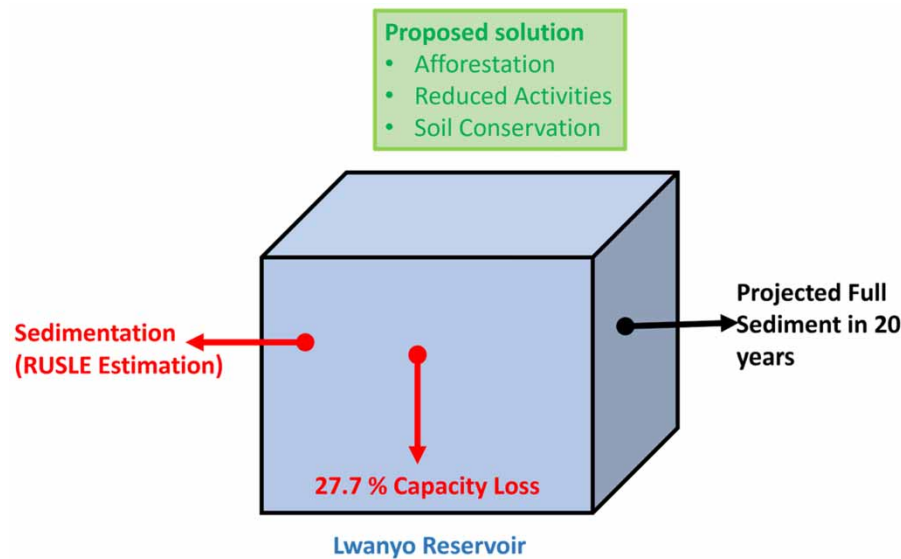 Proposed solution
• Afforestation
• Reduced Activities
• Soil Conservation
Sedimentation
(RUSLE Estimation)
Projected Full
Sediment in 20
years
27.7 % Capacity Loss
Lwanyo Reservoir